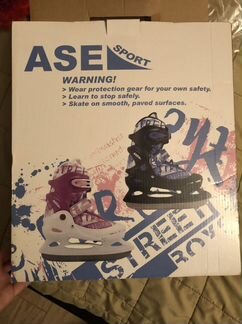 ASE SPORT
WARNING!
> Wear protection gear for your own safety.
> Learn to stop safely.
> Skate on smooth, paved surfaces.
STREET
BOY